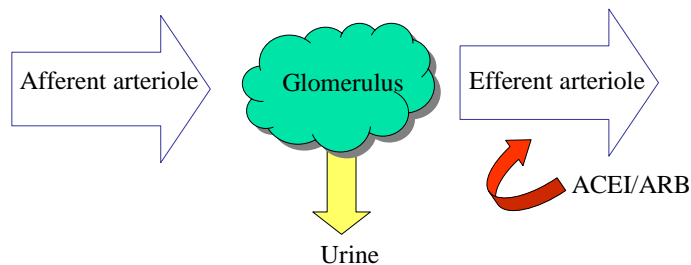 Afferent arteriole
Glomerulus
Efferent arteriole
ACEI/ARB
Urine